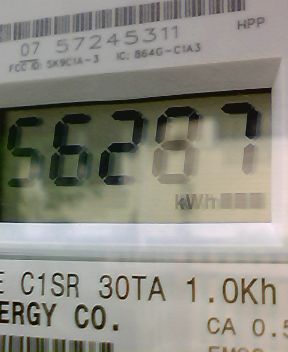 HPP
07 57245311
FCC ID: SK9C1A-3 IC: 864G-C1A3
56287
kWh
E C1SR 30TA 1.0Kh
ERGY CO.
CA 0.5